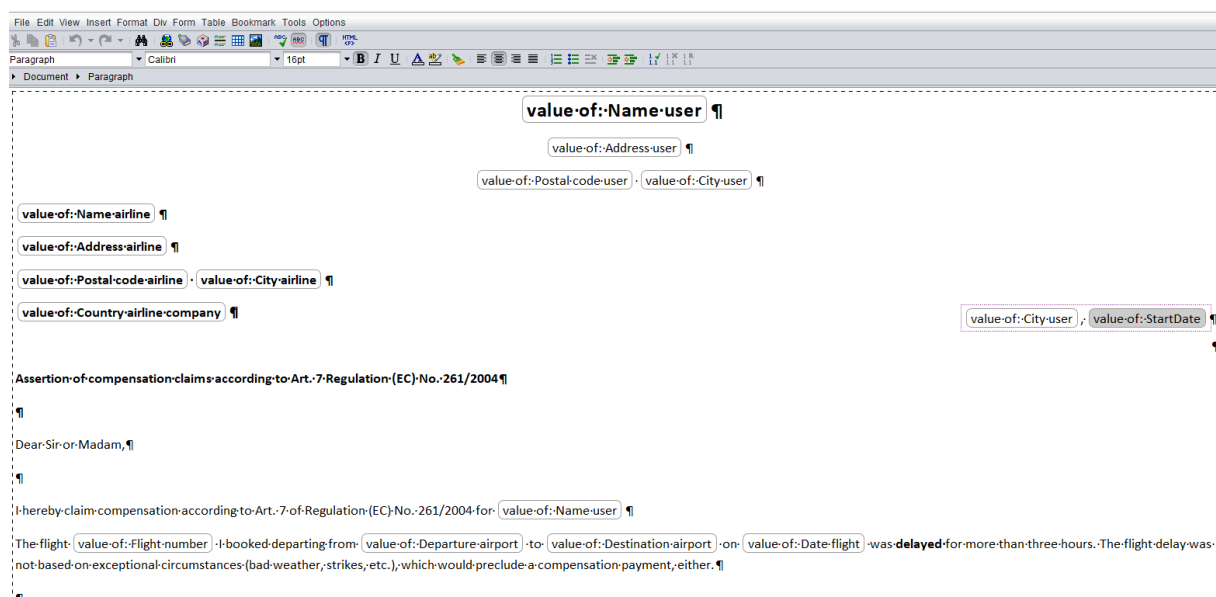 File Edit View Insert Format Div Form Table Bookmark Tools Options
Paragraph Calibri 16pt B I U
Document Paragraph
value of: Name user ¶
value of: Address user ¶
value of: Postal code user value of: City user ¶
value of: Name airline ¶
value of: Address airline ¶
value of: Postal code airline value of: City airline ¶
value of: Country airline company ¶
value of: City user , value of: StartDate ¶
¶
Assertion of compensation claims according to Art. 7 Regulation (EC) No. 261/2004¶
¶
Dear Sir or Madam,¶
¶
I hereby claim compensation according to Art. 7 of Regulation (EC) No. 261/2004 for value of: Name user ¶
The flight value of: Flight number I booked departing from value of: Departure airport to value of: Destination airport on value of: Date flight was delayed for more than three hours. The flight delay was
not based on exceptional circumstances (bad weather, strikes, etc.), which would preclude a compensation payment, either. ¶
¶